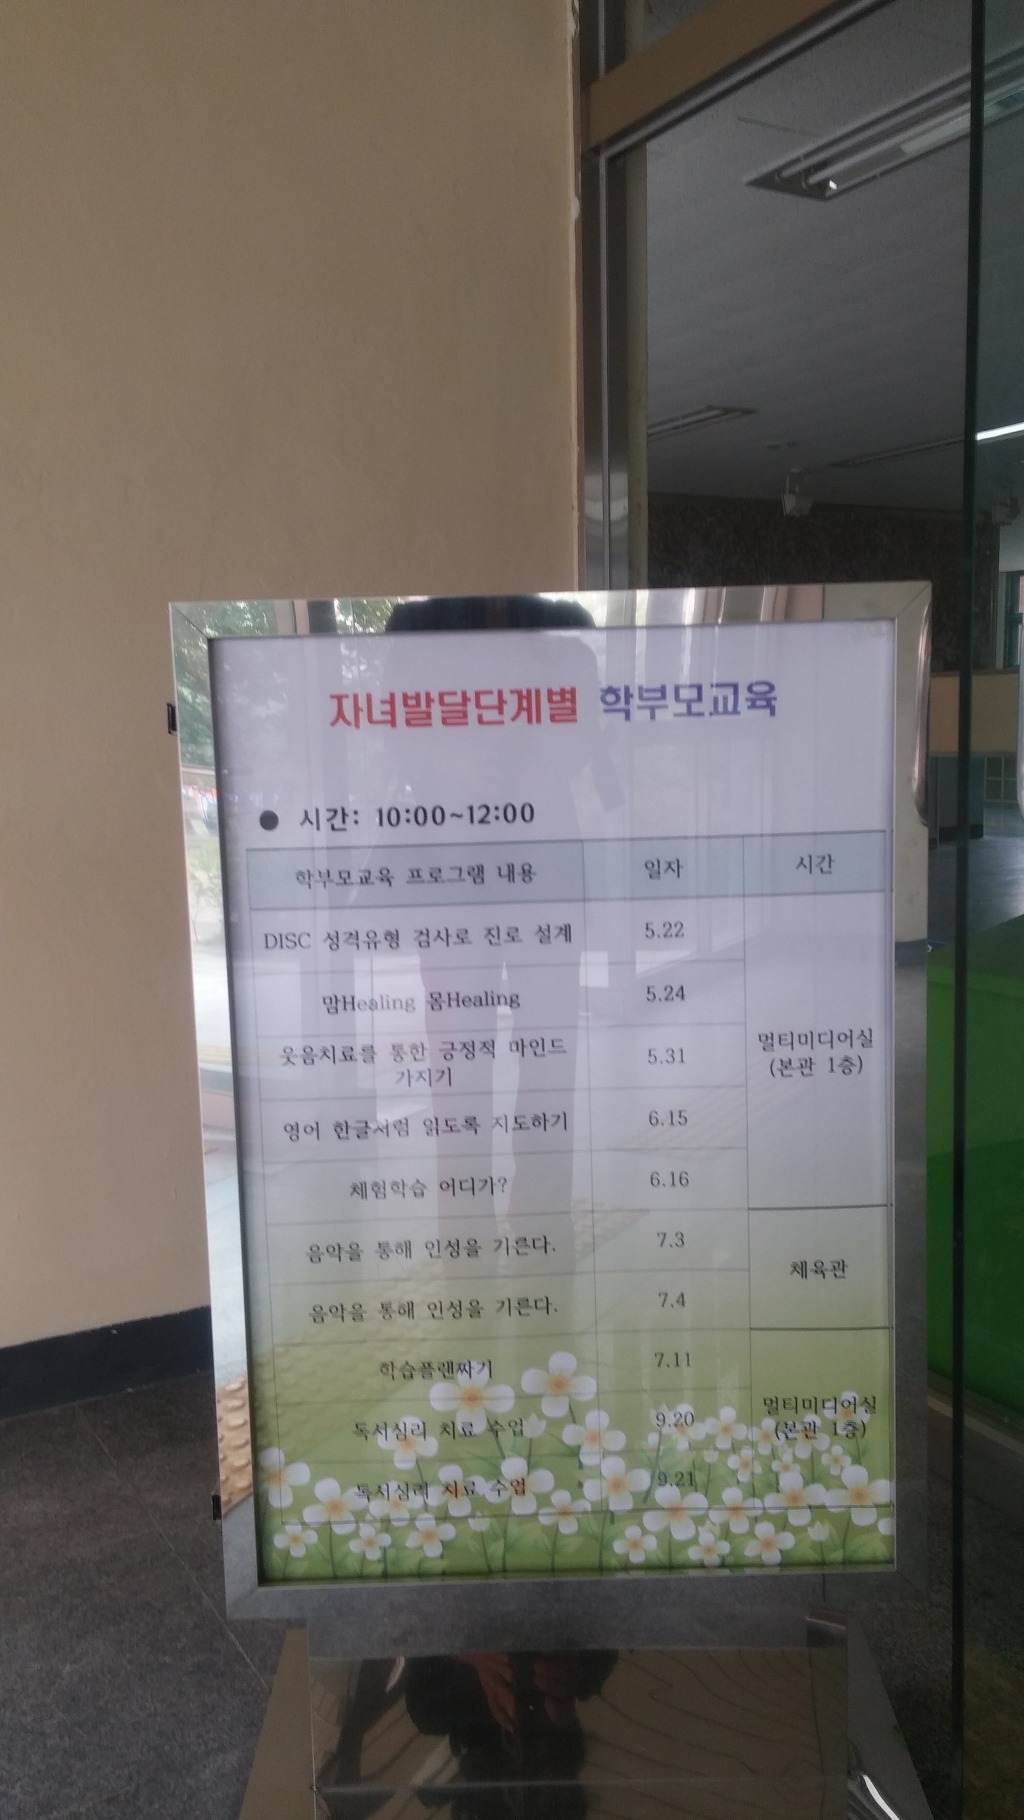 자녀발달단계별 학부모교육
● 시간: 10:00~12:00
학부모교육 프로그램 내용 일자 시간
DISC 성격유형 검사로 진로 설계 5.22
맘Healing 몸Healing 5.24
웃음치료를 통한 긍정적 마인드
가지기 5.31
멀티미디어실
(본관 1층)
영어 한글처럼 읽도록 지도하기 6.15
체험학습 어디가? 6.16
음악을 통해 인성을 기른다. 7.3
체육관
음악을 통해 인성을 기른다. 7.4
학습플랜짜기 7.11
독서심리 치료 수업 9.20
멀티미디어실
(본관 1층)
독서심리 치료 수업 9.21